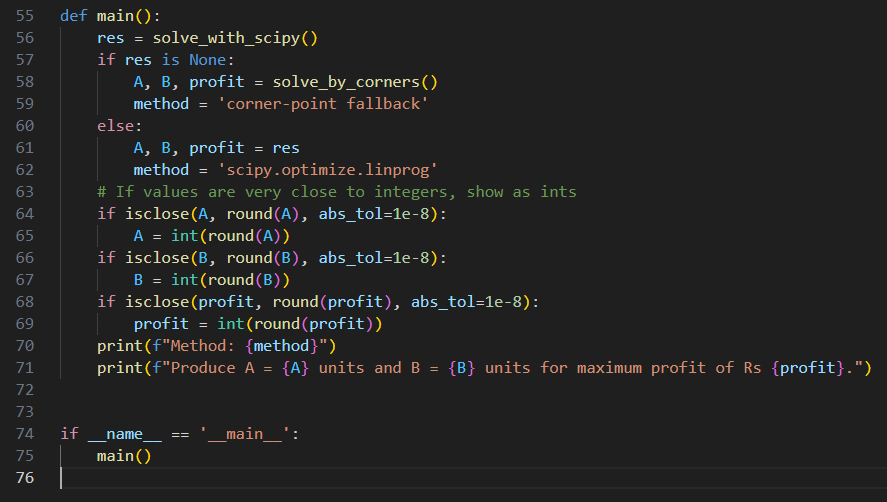 55 def main():
56     res = solve_with_scipy()
57     if res is None:
58         A, B, profit = solve_by_corners()
59         method = 'corner-point fallback'
60     else:
61         A, B, profit = res
62         method = 'scipy.optimize.linprog'
63     # If values are very close to integers, show as ints
64     if isclose(A, round(A), abs_tol=1e-8):
65         A = int(round(A))
66     if isclose(B, round(B), abs_tol=1e-8):
67         B = int(round(B))
68     if isclose(profit, round(profit), abs_tol=1e-8):
69         profit = int(round(profit))
70     print(f"Method: {method}")
71     print(f"Produce A = {A} units and B = {B} units for maximum profit of Rs {profit}.")
72
73
74 if __name__ == '__main__':
75     main()
76